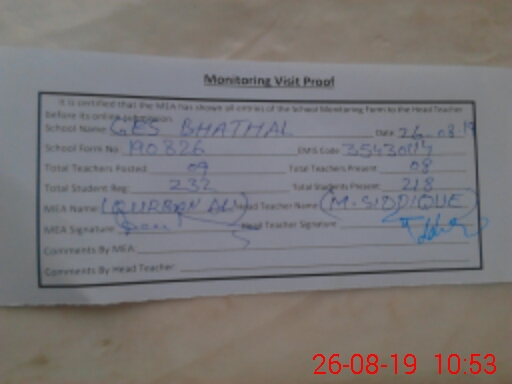 Monitoring Visit Proof
It is certified that the MEA has shown all entries of the School Monitoring Form to the Head Teacher
before its online submission.
School Name: GES BHATHAL Date 26-08-19
School Form No: 190826 EMIS Code:
Total Teachers Posted: 09 Total Teachers Present: 08
Total Student Reg: 232 Total Students Present: 218
MEA Name: QURBAN ALI Head Teacher Name: M. SIDDIQUE
MEA Signature: Head Teacher Signature
Comments By MEA:
Comments By Head Teacher:
26-08-19 10:53